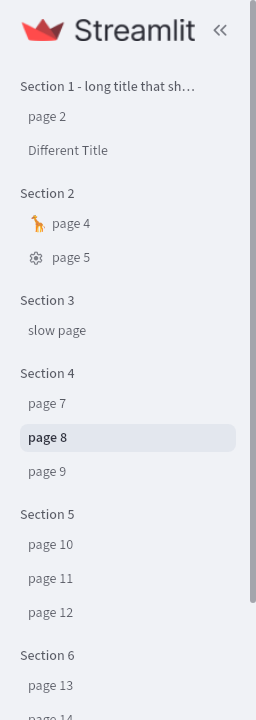 Streamlit
Section 1 - long title that sh…
page 2
Different Title
Section 2
page 4
page 5
Section 3
slow page
Section 4
page 7
page 8
page 9
Section 5
page 10
page 11
page 12
Section 6
page 13
page 14